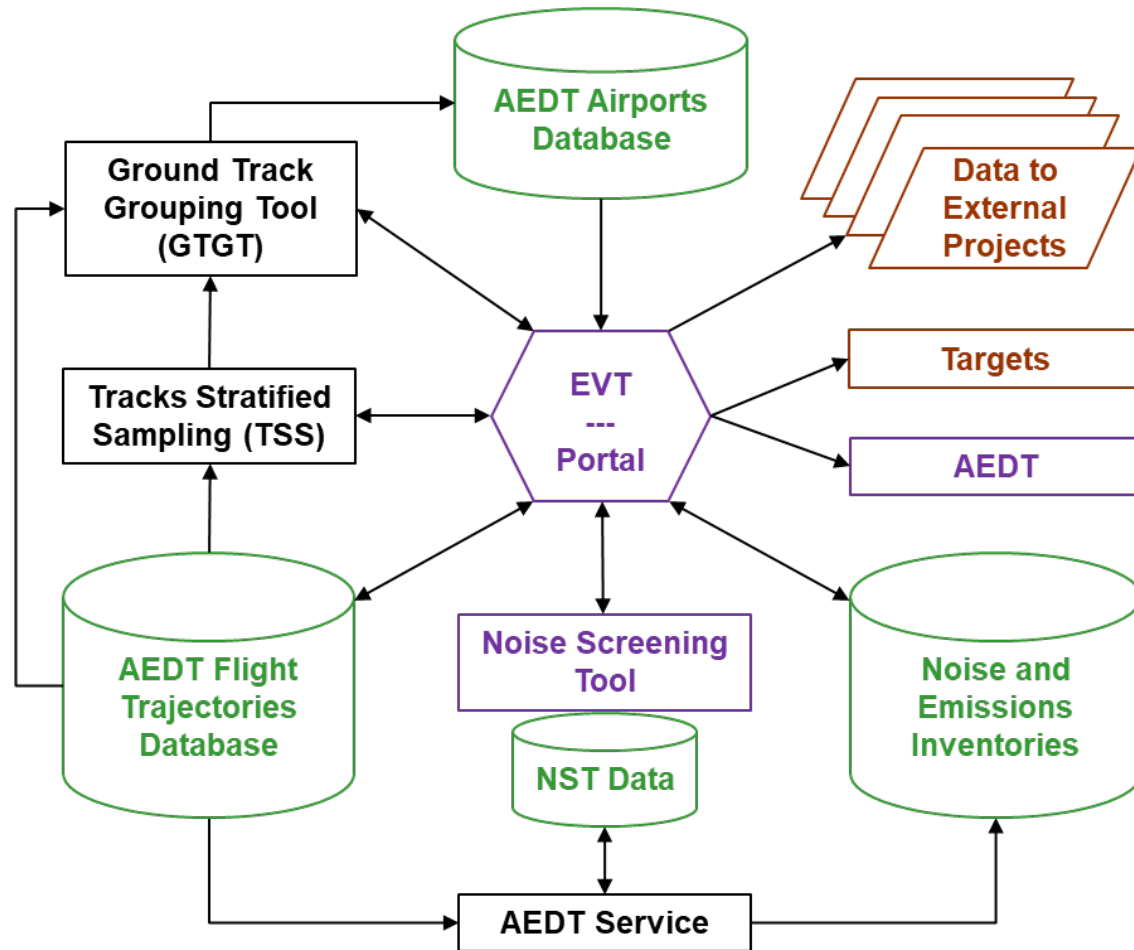 AEDT Airports
Database
Ground Track
Grouping Tool
(GTGT)
Data to
External
Projects
EVT
---
Portal
Targets
Tracks Stratified
Sampling (TSS)
AEDT
Noise Screening
Tool
AEDT Flight
Trajectories
Database
Noise and
Emissions
Inventories
NST Data
AEDT Service